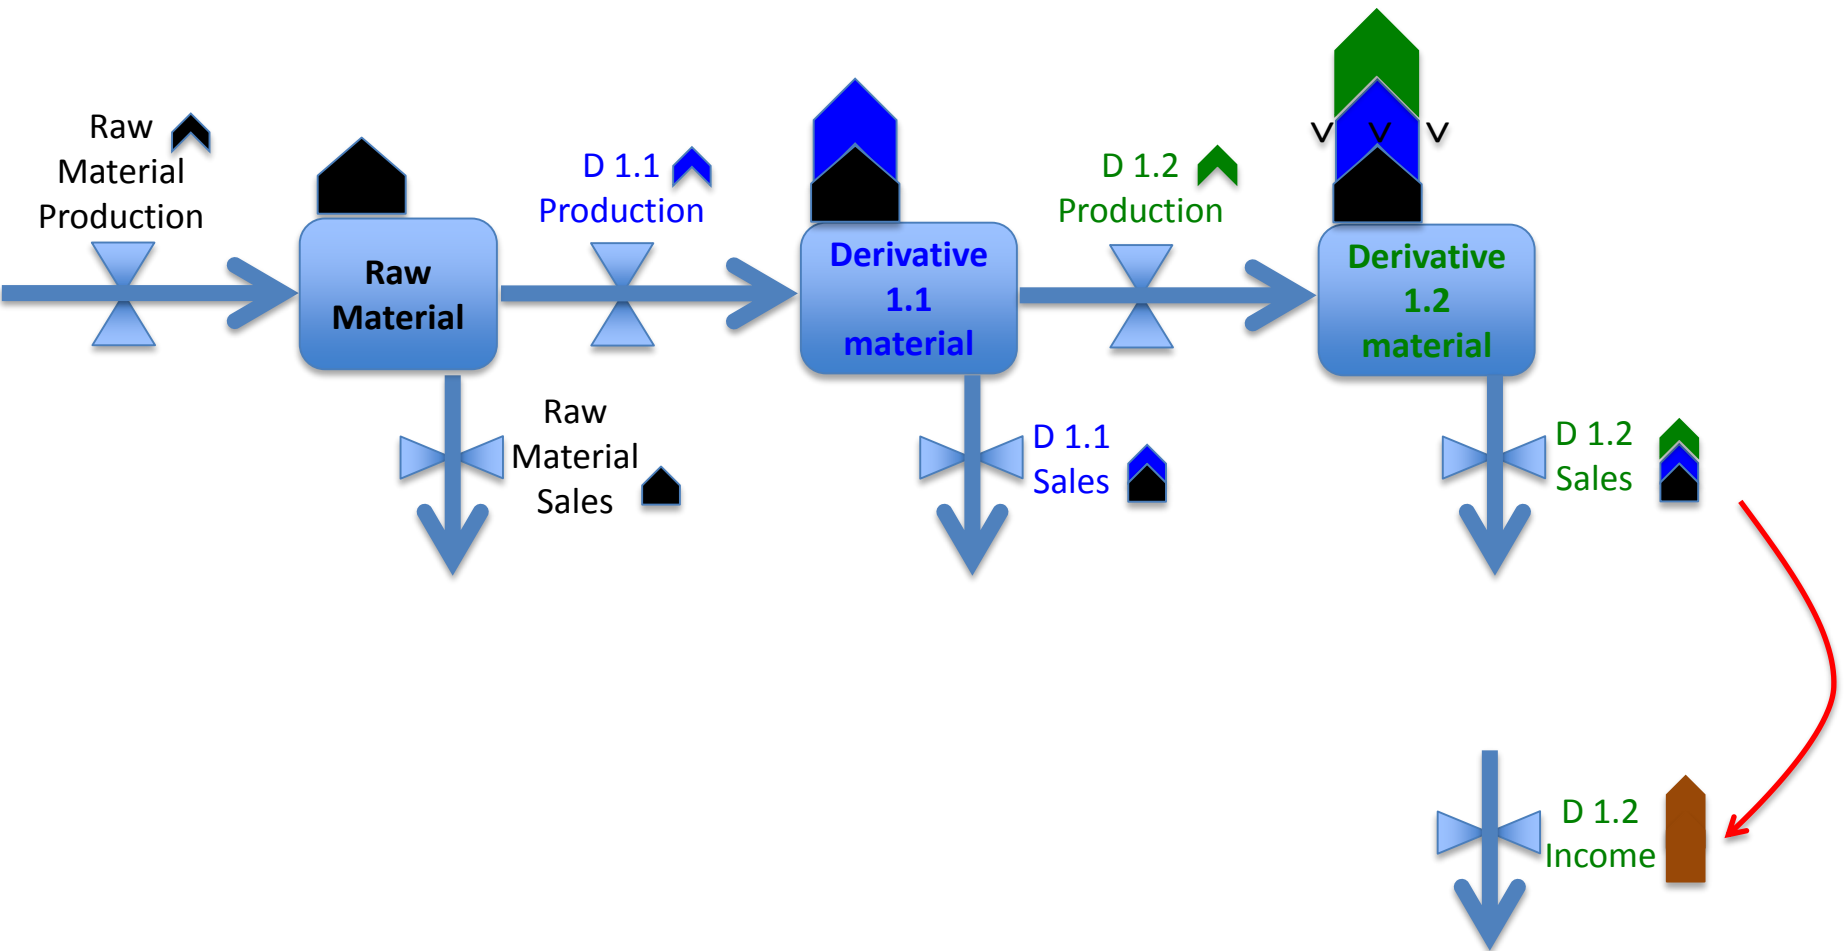 Raw
Material
Production
Raw
Material
D 1.1
Production
Derivative
1.1
material
D 1.2
Production
V V V
Derivative
1.2
material
Raw
Material
Sales
D 1.1
Sales
D 1.2
Sales
D 1.2
Income